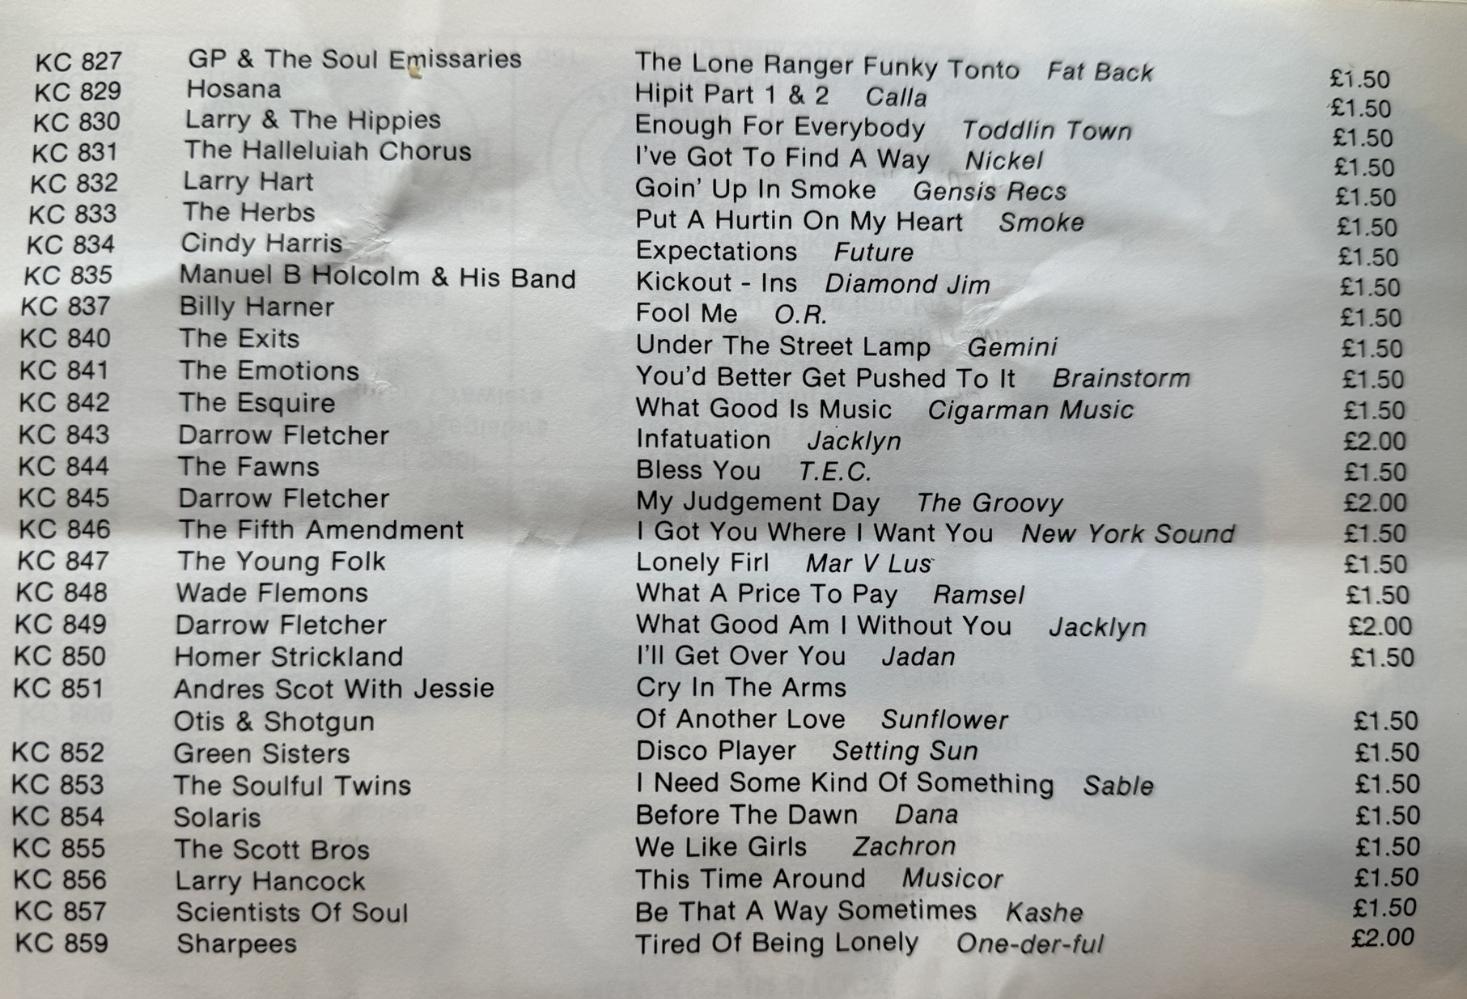 KC 827 GP & The Soul Emissaries The Lone Ranger Funky Tonto Fat Back £1.50
KC 829 Hosana Hipit Part 1 & 2 Calla £1.50
KC 830 Larry & The Hippies Enough For Everybody Toddlin Town £1.50
KC 831 The Halleluiah Chorus I've Got To Find A Way Nickel £1.50
KC 832 Larry Hart Goin' Up In Smoke Gensis Recs £1.50
KC 833 The Herbs Put A Hurtin On My Heart Smoke £1.50
KC 834 Cindy Harris Expectations Future £1.50
KC 835 Manuel B Holcolm & His Band Kickout - Ins Diamond Jim £1.50
KC 837 Billy Harner Fool Me O.R. £1.50
KC 840 The Exits Under The Street Lamp Gemini £1.50
KC 841 The Emotions You'd Better Get Pushed To It Brainstorm £1.50
KC 842 The Esquire What Good Is Music Cigarman Music £1.50
KC 843 Darrow Fletcher Infatuation Jacklyn £2.00
KC 844 The Fawns Bless You T.E.C. £1.50
KC 845 Darrow Fletcher My Judgement Day The Groovy £2.00
KC 846 The Fifth Amendment I Got You Where I Want You New York Sound £1.50
KC 847 The Young Folk Lonely Firl Mar V Lus £1.50
KC 848 Wade Flemons What A Price To Pay Ramsel £1.50
KC 849 Darrow Fletcher What Good Am I Without You Jacklyn £2.00
KC 850 Homer Strickland I'll Get Over You Jadan £1.50
KC 851 Andres Scot With Jessie Cry In The Arms
Otis & Shotgun Of Another Love Sunflower £1.50
KC 852 Green Sisters Disco Player Setting Sun £1.50
KC 853 The Soulful Twins I Need Some Kind Of Something Sable £1.50
KC 854 Solaris Before The Dawn Dana £1.50
KC 855 The Scott Bros We Like Girls Zachron £1.50
KC 856 Larry Hancock This Time Around Musicor £1.50
KC 857 Scientists Of Soul Be That A Way Sometimes Kashe £1.50
KC 859 Sharpees Tired Of Being Lonely One-der-ful £2.00